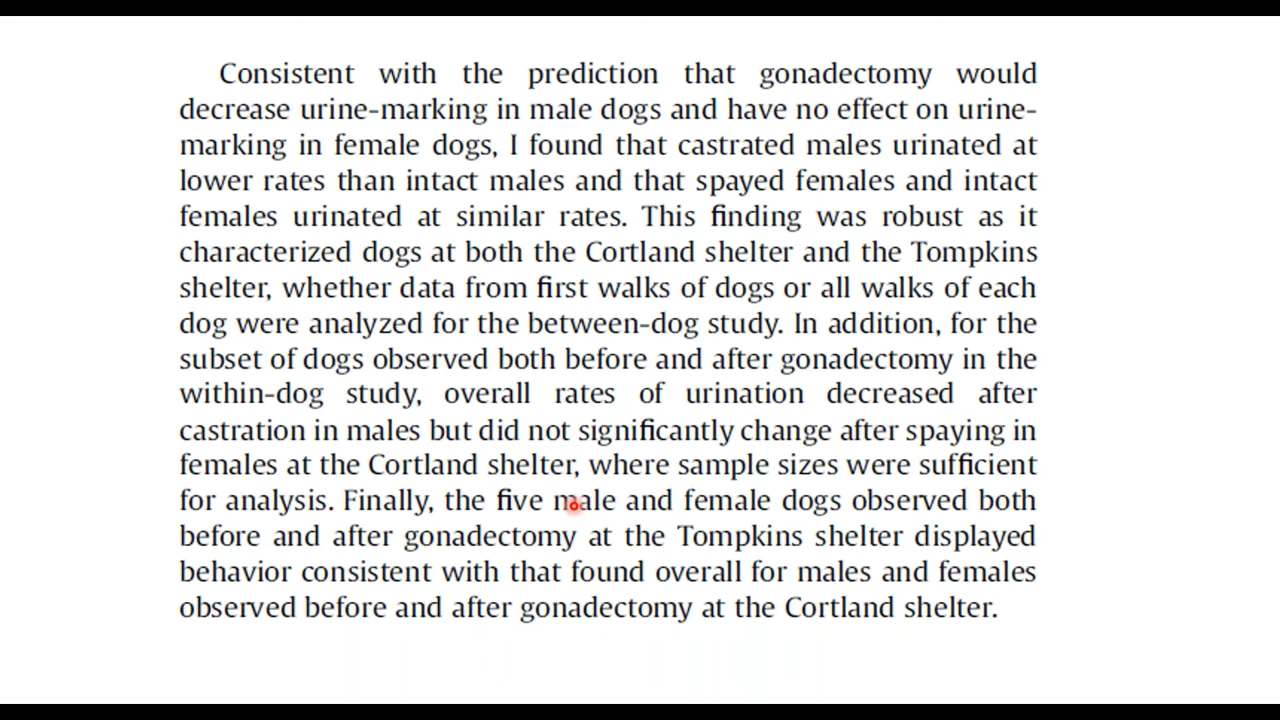 Consistent with the prediction that gonadectomy would
decrease urine-marking in male dogs and have no effect on urine-
marking in female dogs, I found that castrated males urinated at
lower rates than intact males and that spayed females and intact
females urinated at similar rates. This finding was robust as it
characterized dogs at both the Cortland shelter and the Tompkins
shelter, whether data from first walks of dogs or all walks of each
dog were analyzed for the between-dog study. In addition, for the
subset of dogs observed both before and after gonadectomy in the
within-dog study, overall rates of urination decreased after
castration in males but did not significantly change after spaying in
females at the Cortland shelter, where sample sizes were sufficient
for analysis. Finally, the five male and female dogs observed both
before and after gonadectomy at the Tompkins shelter displayed
behavior consistent with that found overall for males and females
observed before and after gonadectomy at the Cortland shelter.